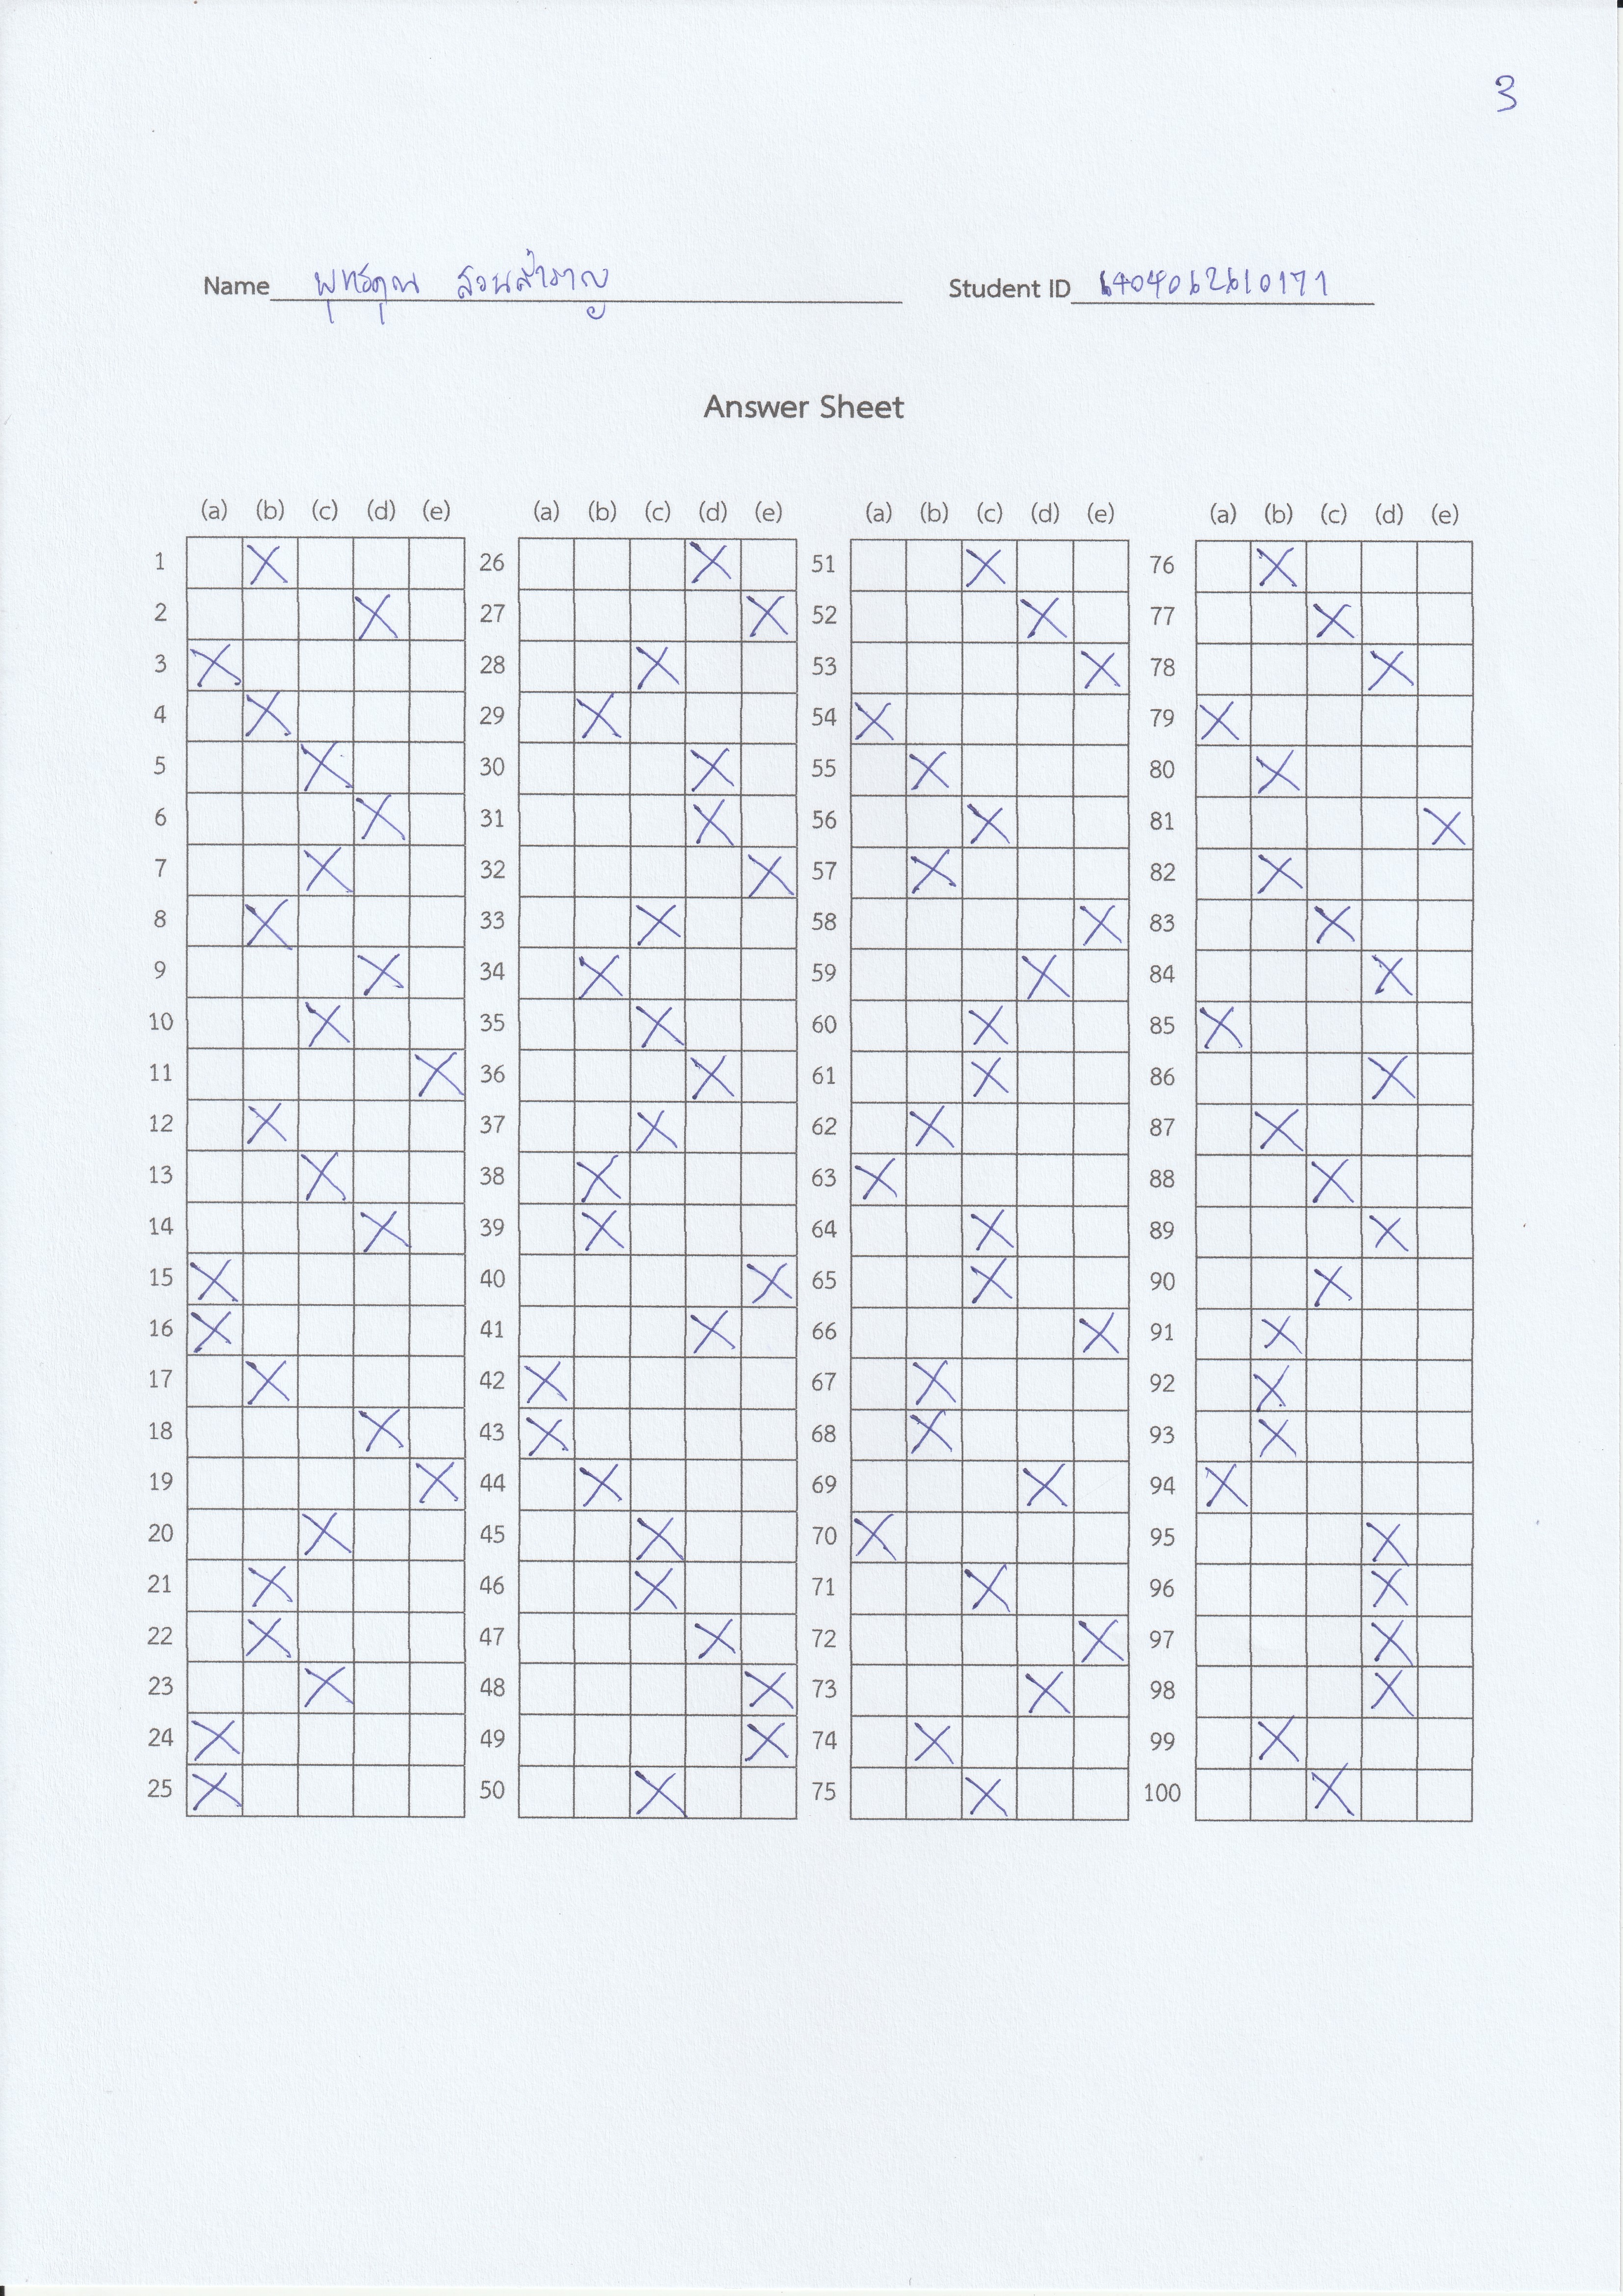 3
Name พุทธคุณ สวนสำราญ Student ID 6404062610171
Answer Sheet
(a) (b) (c) (d) (e) (a) (b) (c) (d) (e) (a) (b) (c) (d) (e) (a) (b) (c) (d) (e)
1 26 51 76
2 27 52 77
3 28 53 78
4 29 54 79
5 30 55 80
6 31 56 81
7 32 57 82
8 33 58 83
9 34 59 84
10 35 60 85
11 36 61 86
12 37 62 87
13 38 63 88
14 39 64 89
15 40 65 90
16 41 66 91
17 42 67 92
18 43 68 93
19 44 69 94
20 45 70 95
21 46 71 96
22 47 72 97
23 48 73 98
24 49 74 99
25 50 75 100